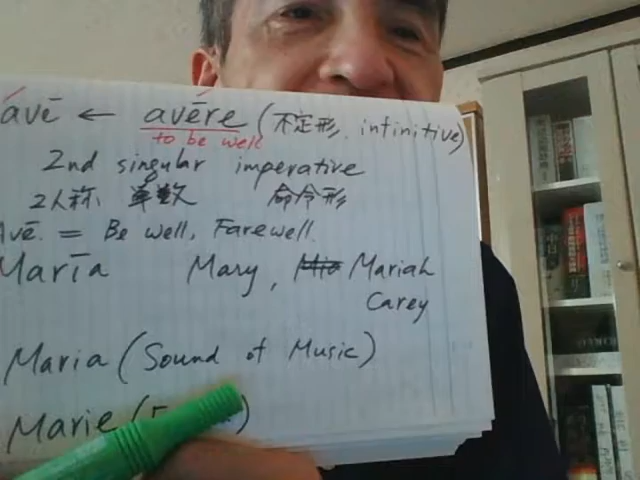 avē ← avēre (不定形, infinitive)
to be well
2nd singular imperative
2人称 単数 命令形
Avē. = Be well, Farewell.
Marīa Mary, Mariah
Carey
Maria (Sound of Music)
Marie (